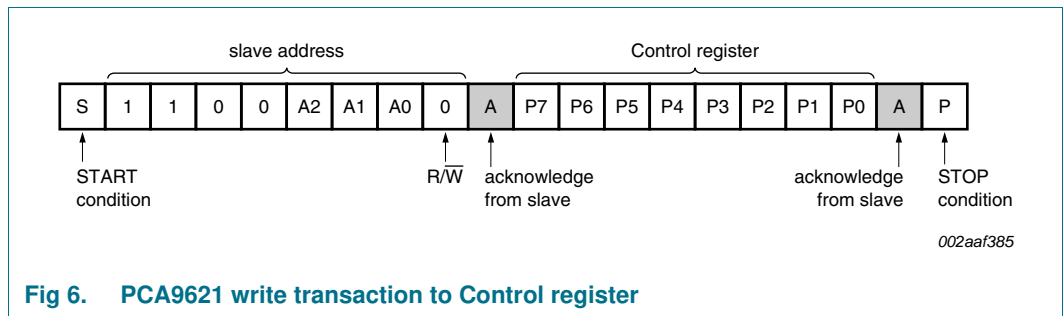 slave address Control register
S 1 1 0 0 A2 A1 A0 0 A P7 P6 P5 P4 P3 P2 P1 P0 A P
START condition R/W̅ acknowledge from slave acknowledge from slave STOP condition
002aaf385
Fig 6. PCA9621 write transaction to Control register